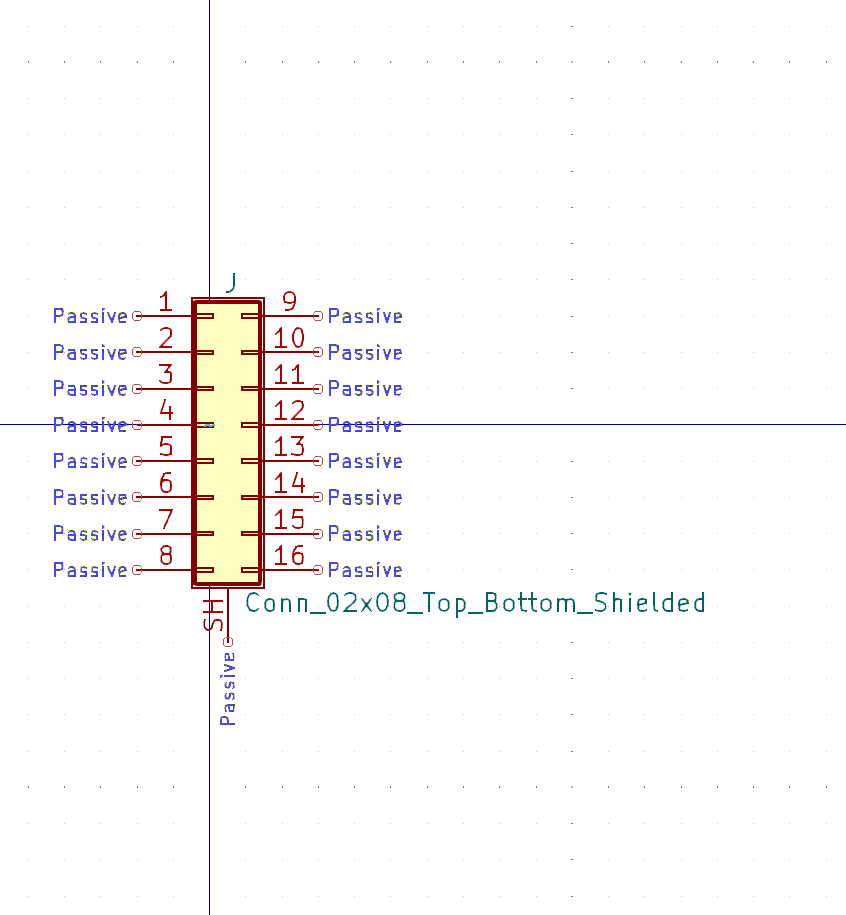 J
Passive 1 9 Passive
Passive 2 10 Passive
Passive 3 11 Passive
Passive 4 12 Passive
Passive 5 13 Passive
Passive 6 14 Passive
Passive 7 15 Passive
Passive 8 16 Passive
SH Conn_02x08_Top_Bottom_Shielded
Passive